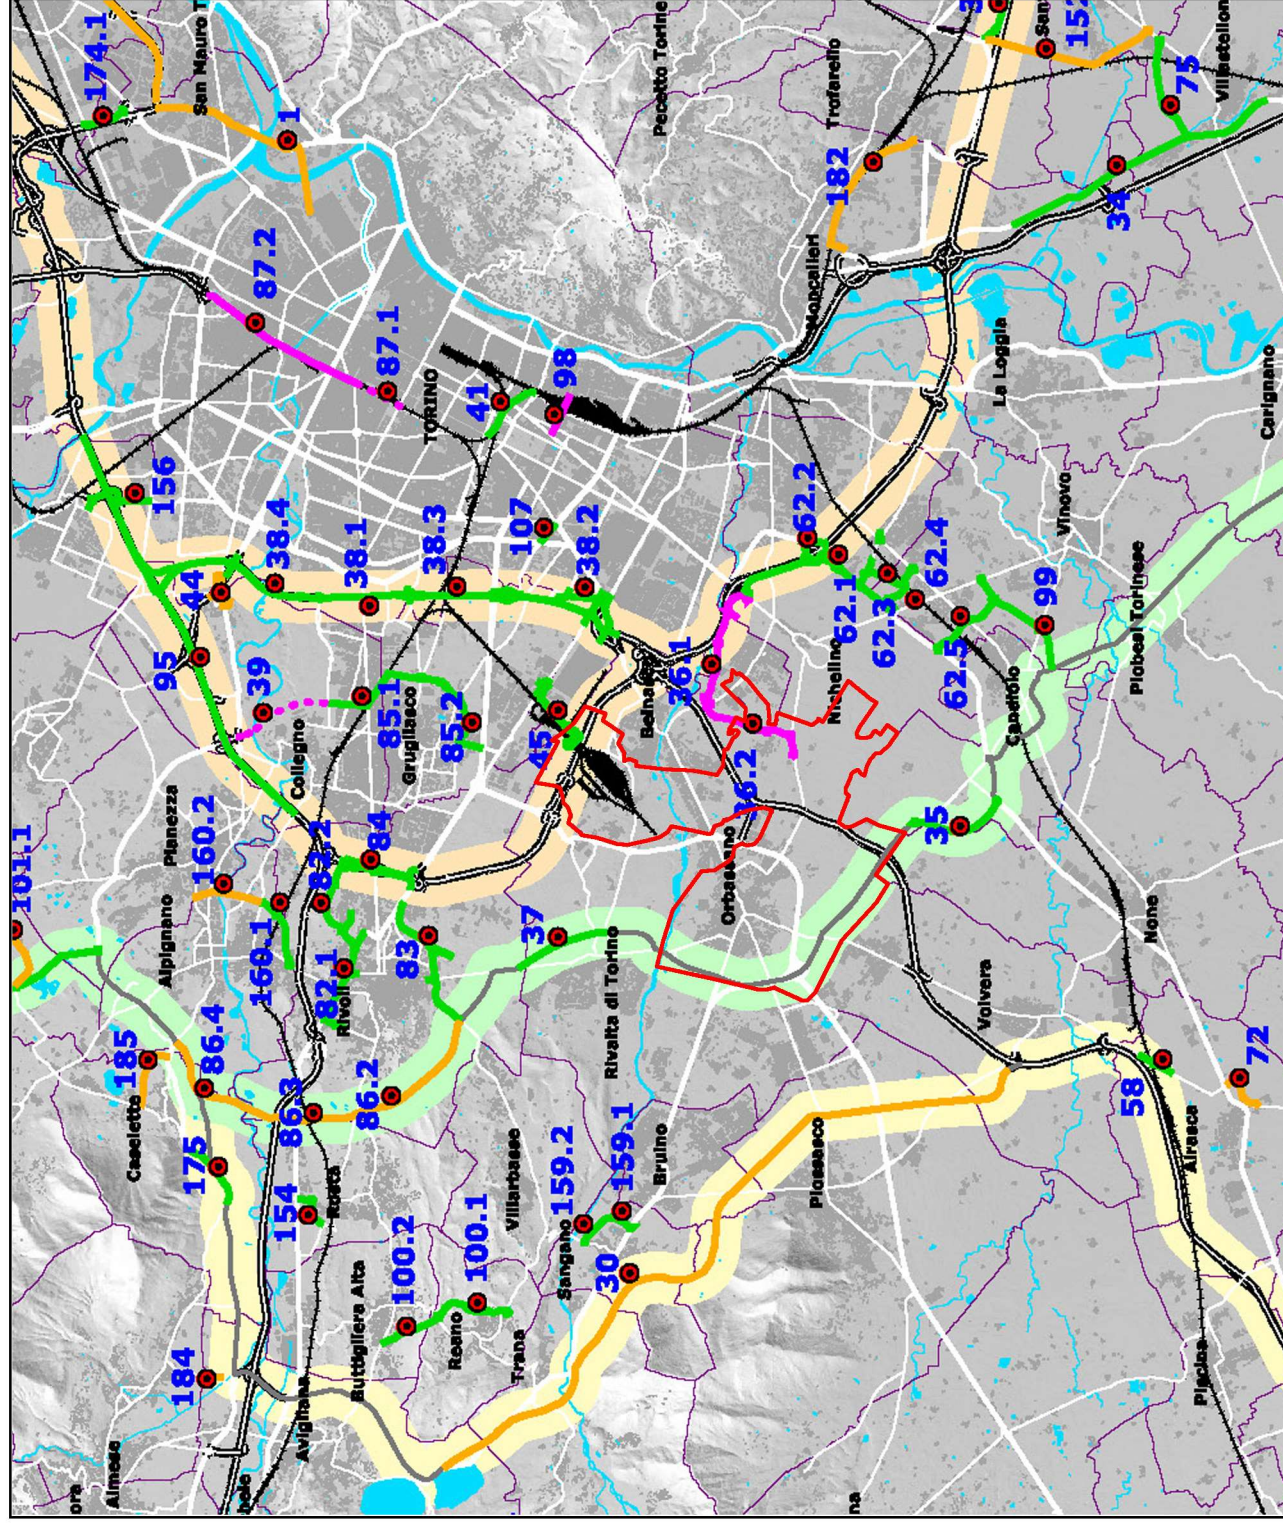 174.1
San Mauro T
1
87.2
87.1
TORINO
41
98
Pecetto Torine
Trofarello
182
Moncalieri
San
152
75
Villastellon
34
La Loggia
Carignano
156
38.4
38.1
38.3
107
38.2
44
95
39
Collegno
85.1
Grugliasco
85.2
45
Beinasco
36.1
36.2
62.2
62.1
62.3
62.4
62.5
99
Nichelino
Vinovo
Candiolo
Piobesi Torinese
101.1
Pianezza
160.2
Alpignano
160.1
82.2
84
82.1
Rivoli
83
37
Rivalta di Torino
Orbassano
35
None
Volvera
185
Caselette
86.4
86.3
86.2
175
154
Rosta
Villarbasse
159.2
159.1
Bruino
Sangano
30
Piossasco
58
72
Airasca
184
100.2
100.1
Buttigliera Alta
Reano
Trana
Avigliana
Almese
Piscina